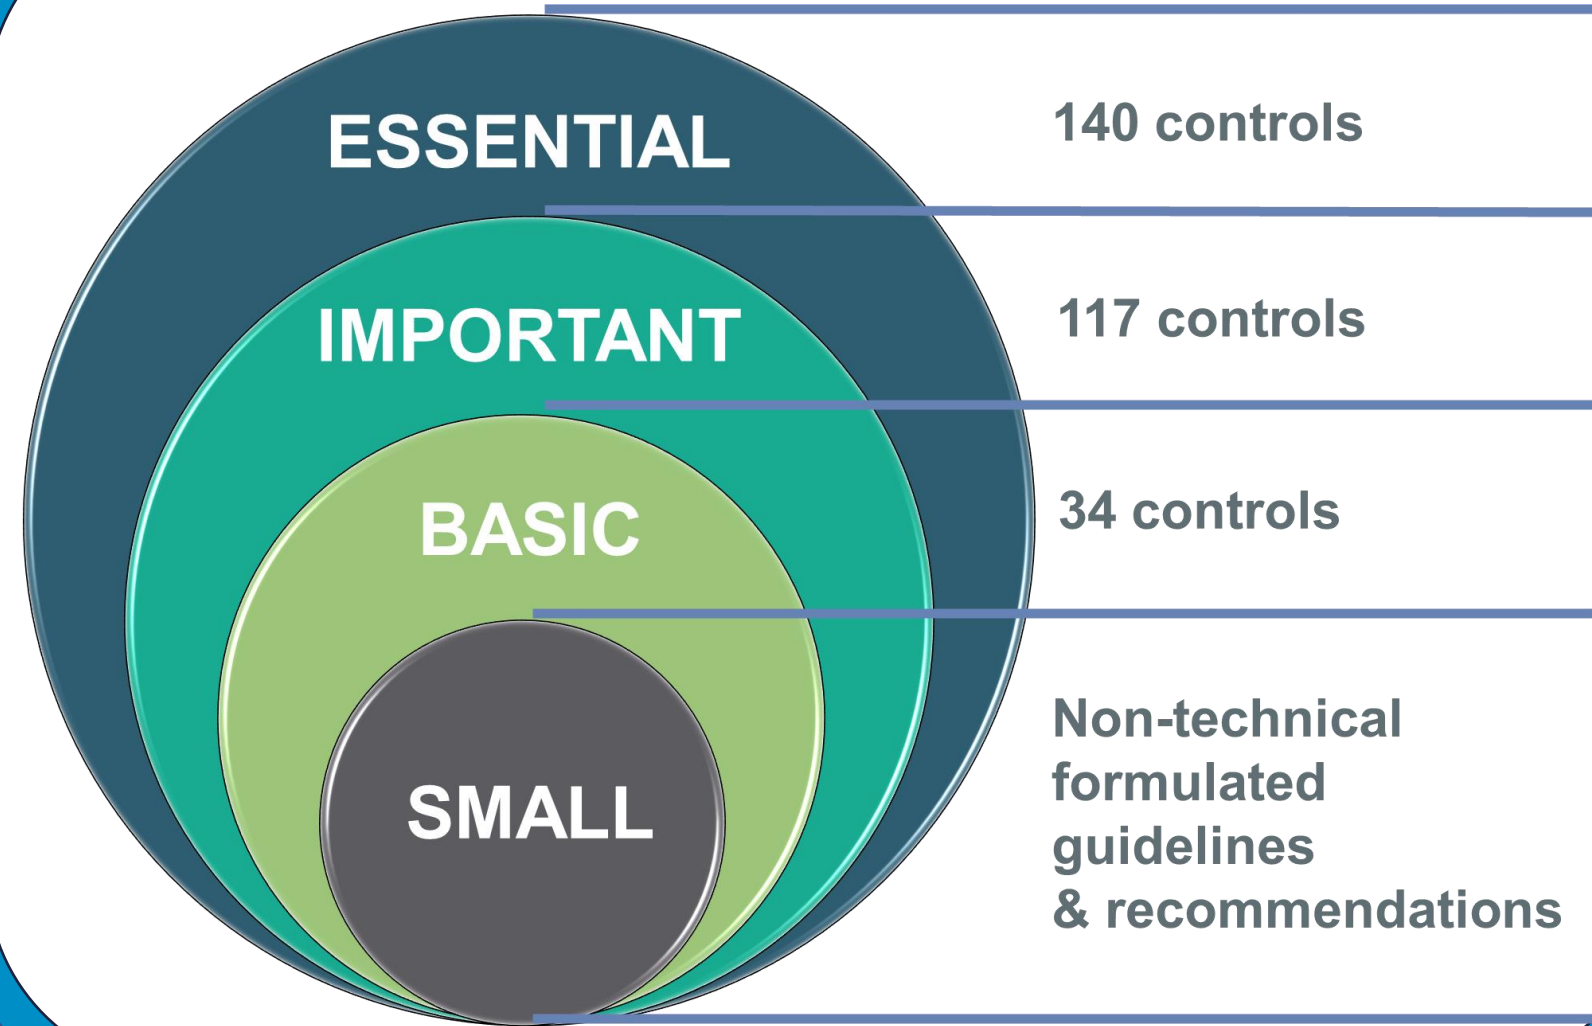 ESSENTIAL
140 controls
IMPORTANT
117 controls
BASIC
34 controls
SMALL
Non-technical
formulated
guidelines
& recommendations